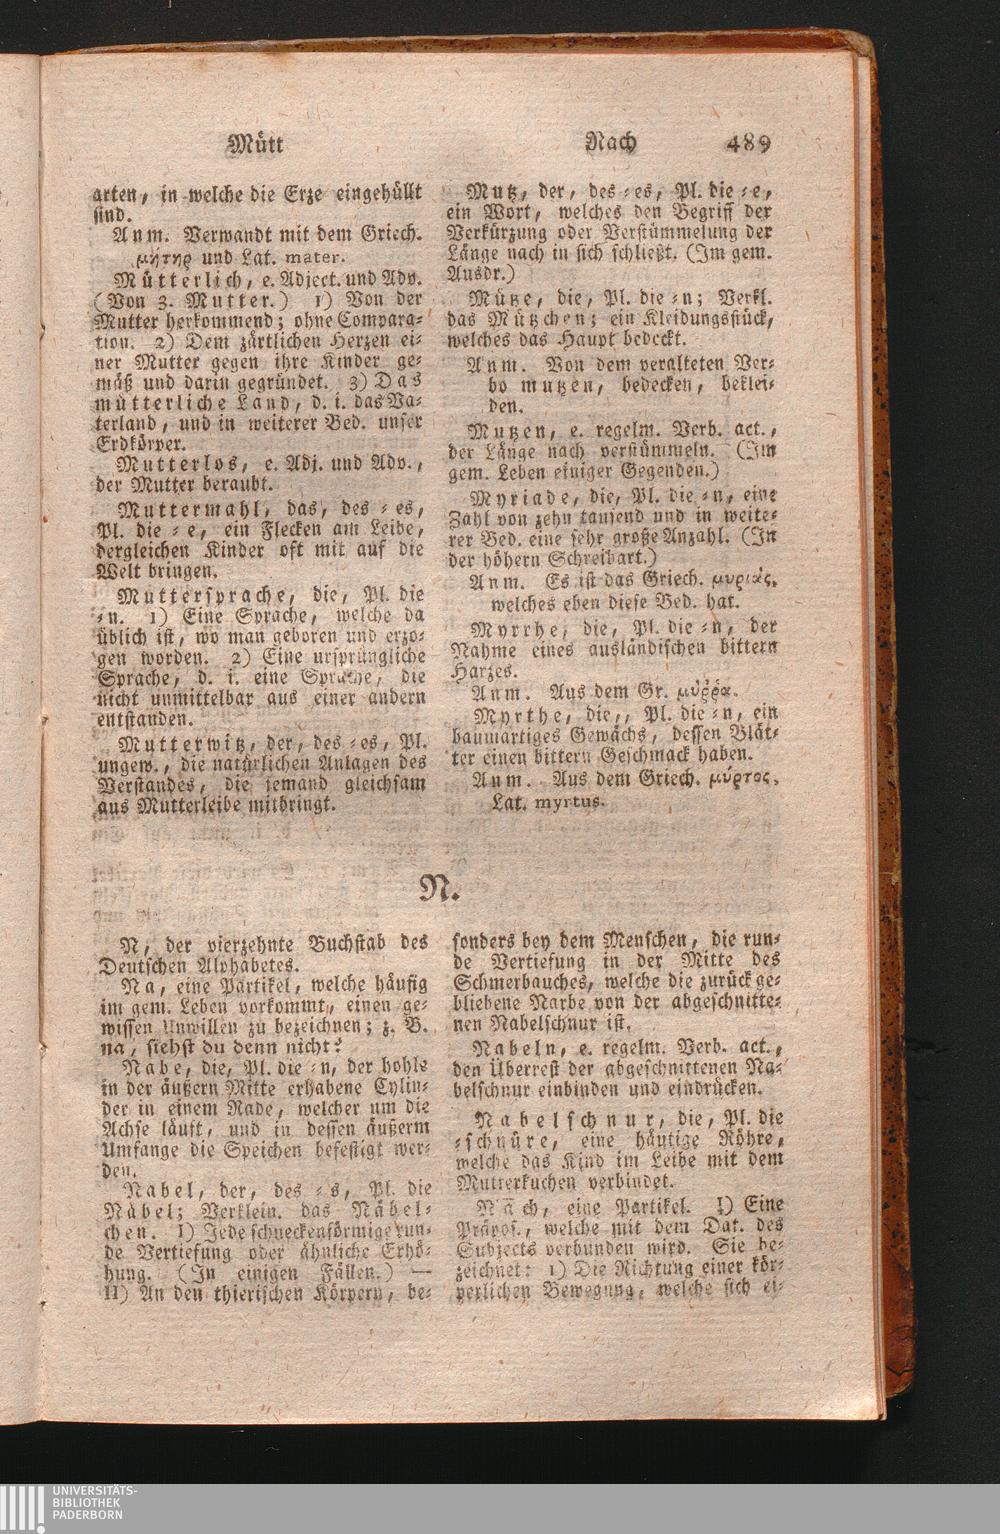 Mütt
Nach 489
arten, in welche die Erze eingehüllt
sind.
Anm. Verwandt mit dem Griech.
μητηρ und Lat. mater.
Mütterlich, e. Adject. und Adv.
(Von 3. Mutter.) 1) Von der
Mutter herkommend; ohne Compara⸗
tion. 2) Dem zärtlichen Herzen ei⸗
ner Mutter gegen ihre Kinder ge⸗
mäß und darin gegründet. 3) Das
mütterliche Land, d. i. das Va⸗
terland, und in weiterer Bed. unser
Erdkörper.
Mutterlos, e. Adj. und Adv.,
der Mutter beraubt.
Muttermahl, das, des ⸗ es,
Pl. die ⸗ e, ein Flecken am Leibe,
dergleichen Kinder oft mit auf die
Welt bringen.
Muttersprache, die, Pl. die
⸗n. 1) Eine Sprache, welche da
üblich ist, wo man geboren und erzo⸗
gen worden. 2) Eine ursprüngliche
Sprache, d. i. eine Sprache, die
nicht unmittelbar aus einer andern
entstanden.
Mutterwitz, der, des ⸗es, Pl.
ungew., die natürlichen Anlagen des
Verstandes, die jemand gleichsam
aus Mutterleibe mitbringt.
Mutz, der, des ⸗ es, Pl. die ⸗ e,
ein Wort, welches den Begriff der
Verkürzung oder Verstümmelung der
Länge nach in sich schließt. (Im gem.
Ausdr.)
Mütze, die, Pl. die ⸗n; Verkl.
das Mützchen; ein Kleidungsstück,
welches das Haupt bedeckt.
Anm. Von dem veralteten Ver⸗
bo mutzen, bedecken, beklei⸗
den.
Mutzen, e. regelm. Verb. act.,
der Länge nach verstümmeln. (Im
gem. Leben einiger Gegenden.)
Myriade, die, Pl. die ⸗n, eine
Zahl von zehn tausend und in weite⸗
rer Bed. eine sehr große Anzahl. (In
der höhern Schreibart.)
Anm. Es ist das Griech. μυριάς,
welches eben diese Bed. hat.
Myrrhe, die, Pl. die ⸗n, der
Nahme eines ausländischen bittern
Harzes.
Anm. Aus dem Gr. μύῤῥα.
Myrthe, die,, Pl. die ⸗n, ein
baumartiges Gewächs, dessen Blät⸗
ter einen bittern Geschmack haben.
Anm. Aus dem Griech. μύρτος,
Lat. myrtus.
N.
N, der vierzehnte Buchstab des
Deutschen Alphabetes.
Na, eine Partikel, welche häufig
im gem. Leben vorkommt, einen ge⸗
wissen Unwillen zu bezeichnen; z. B.
na, siehst du denn nicht?
Nabe, die, Pl. die ⸗n, der hohle
in der äußern Mitte erhabene Cylin⸗
der in einem Rade, welcher um die
Achse läuft, und in dessen äußerm
Umfange die Speichen befestigt wer⸗
den.
Nabel, der, des ⸗s, Pl. die
Näbel; Verklein. das Näbel⸗
chen. I) Jede schneckenförmige run⸗
de Vertiefung oder ähnliche Erhö⸗
hung. (In einigen Fällen.) —
II) An den thierischen Körpern, be⸗
sonders bey dem Menschen, die run⸗
de Vertiefung in der Mitte des
Schmerbauches, welche die zurück ge⸗
bliebene Narbe von der abgeschnitte⸗
nen Nabelschnur ist.
Nabeln, e. regelm. Verb. act.,
den Überrest der abgeschnittenen Na⸗
belschnur einbinden und eindrücken.
Nabelschnur, die, Pl. die
⸗schnüre, eine häutige Röhre,
welche das Kind im Leibe mit dem
Mutterkuchen verbindet.
Nāch, eine Partikel. I) Eine
Präpos., welche mit dem Dat. des
Subjects verbunden wird. Sie be⸗
zeichnet: 1) Die Richtung einer kör⸗
perlichen Bewegung, welche sich ei⸗
UNIVERSITÄTS-
BIBLIOTHEK
PADERBORN